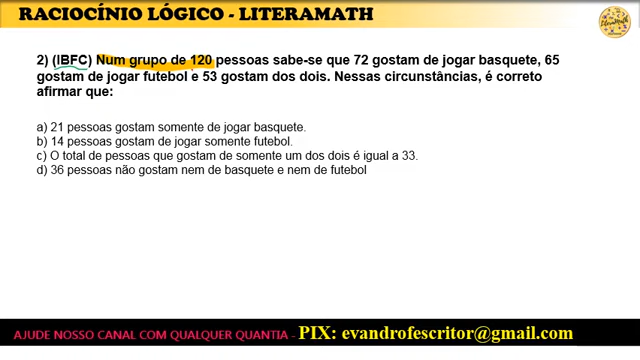 RACIOCÍNIO LÓGICO - LITERAMATH
2) (IBFC) Num grupo de 120 pessoas sabe-se que 72 gostam de jogar basquete, 65
gostam de jogar futebol e 53 gostam dos dois. Nessas circunstâncias, é correto
afirmar que:
a) 21 pessoas gostam somente de jogar basquete.
b) 14 pessoas gostam de jogar somente futebol.
c) O total de pessoas que gostam de somente um dos dois é igual a 33.
d) 36 pessoas não gostam nem de basquete e nem de futebol
AJUDE NOSSO CANAL COM QUALQUER QUANTIA - PIX: evandrofescritor@gmail.com